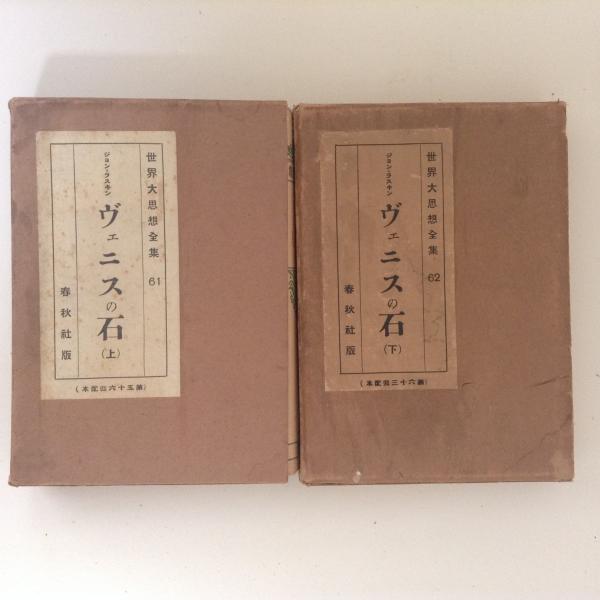 世界大思想全集 61
ジョン・ラスキン
ヴェニスの石(上)
春秋社版
(第五十六回配本)
世界大思想全集 62
ジョン・ラスキン
ヴェニスの石(下)
春秋社版
(第六十三回配本)